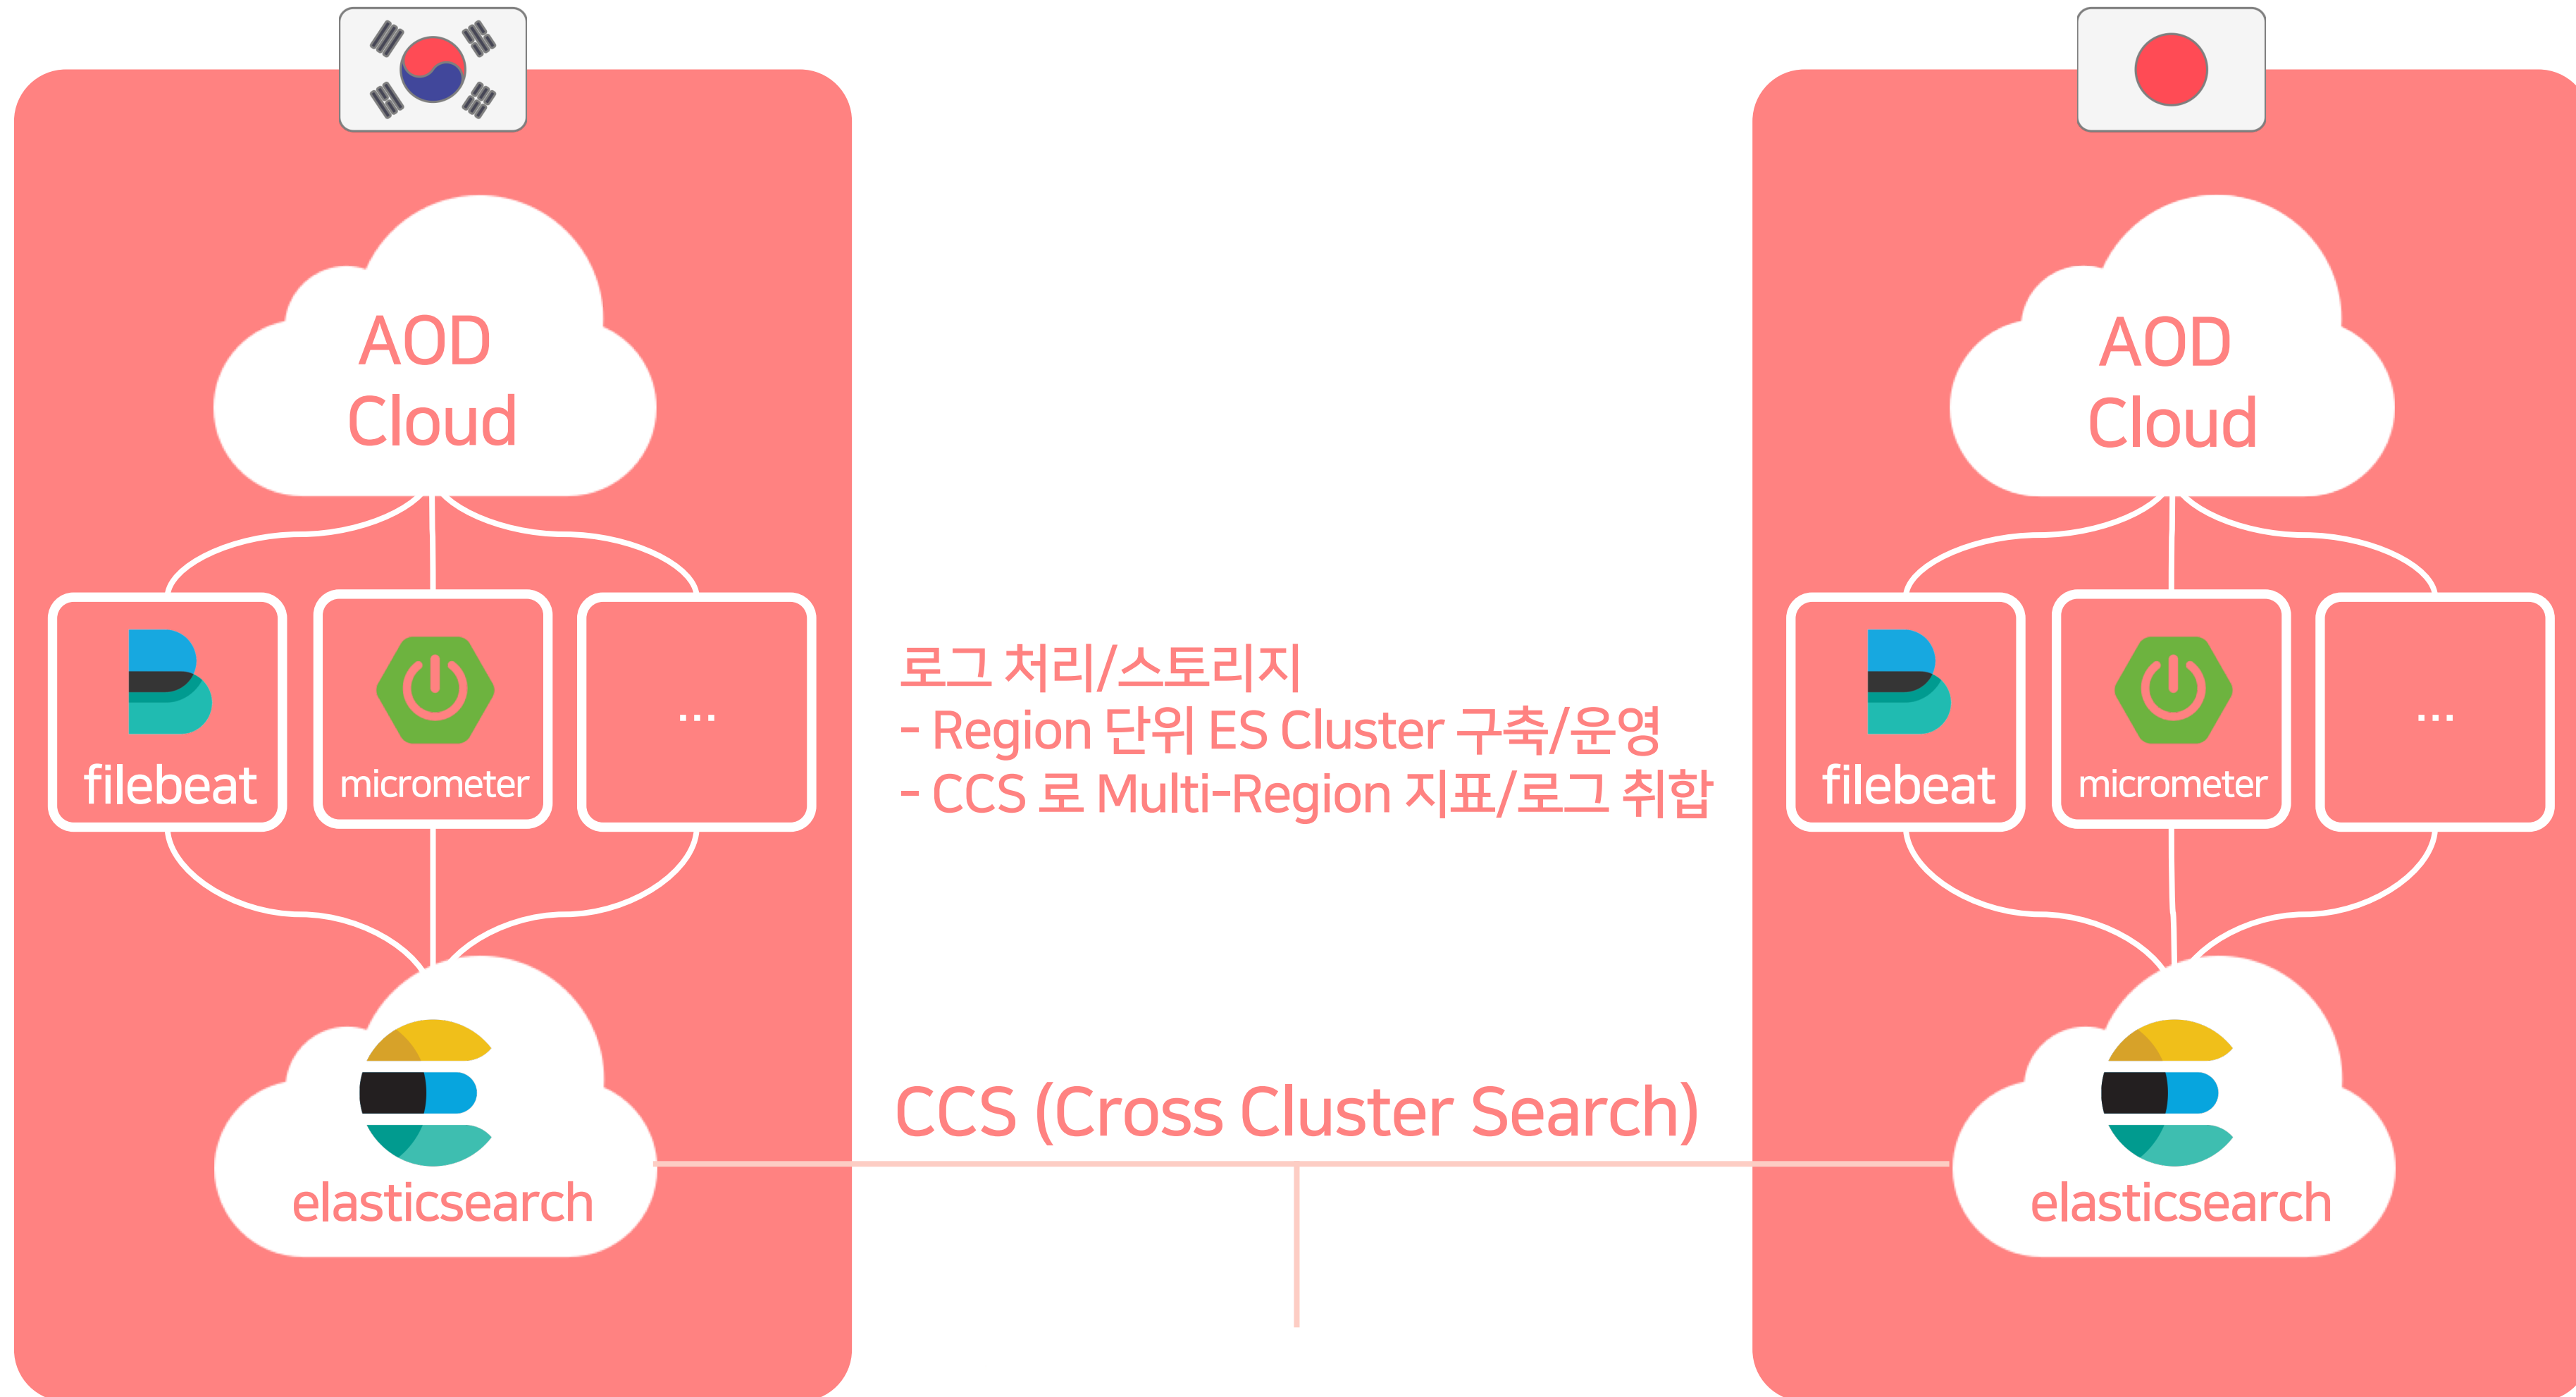 AOD
Cloud
filebeat
micrometer
...
elasticsearch
로그 처리/스토리지
- Region 단위 ES Cluster 구축/운영
- CCS 로 Multi-Region 지표/로그 취합
CCS (Cross Cluster Search)
AOD
Cloud
filebeat
micrometer
...
elasticsearch